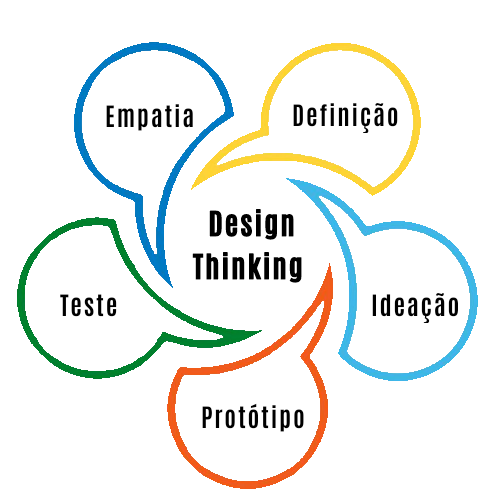 Empatia
Definição
Design
Thinking
Teste
Ideação
Protótipo